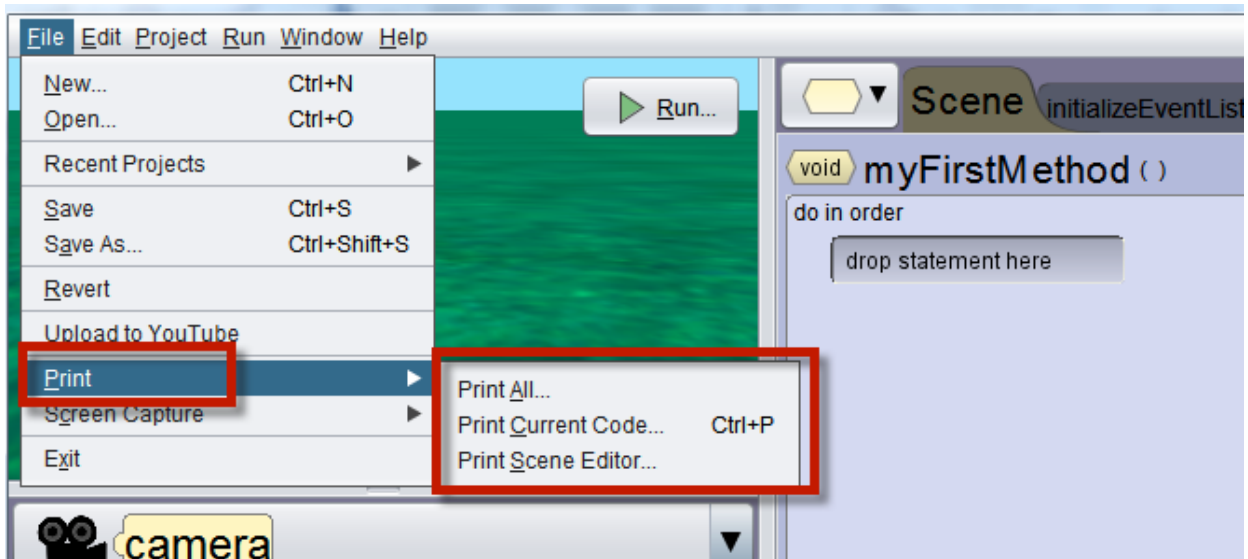 File Edit Project Run Window Help
New... Ctrl+N
Open... Ctrl+O
Recent Projects
Save Ctrl+S
Save As... Ctrl+Shift+S
Revert
Upload to YouTube
Print
Screen Capture
Exit
Print All...
Print Current Code... Ctrl+P
Print Scene Editor...
Run...
camera
Scene initializeEventList
void myFirstMethod ( )
do in order
drop statement here